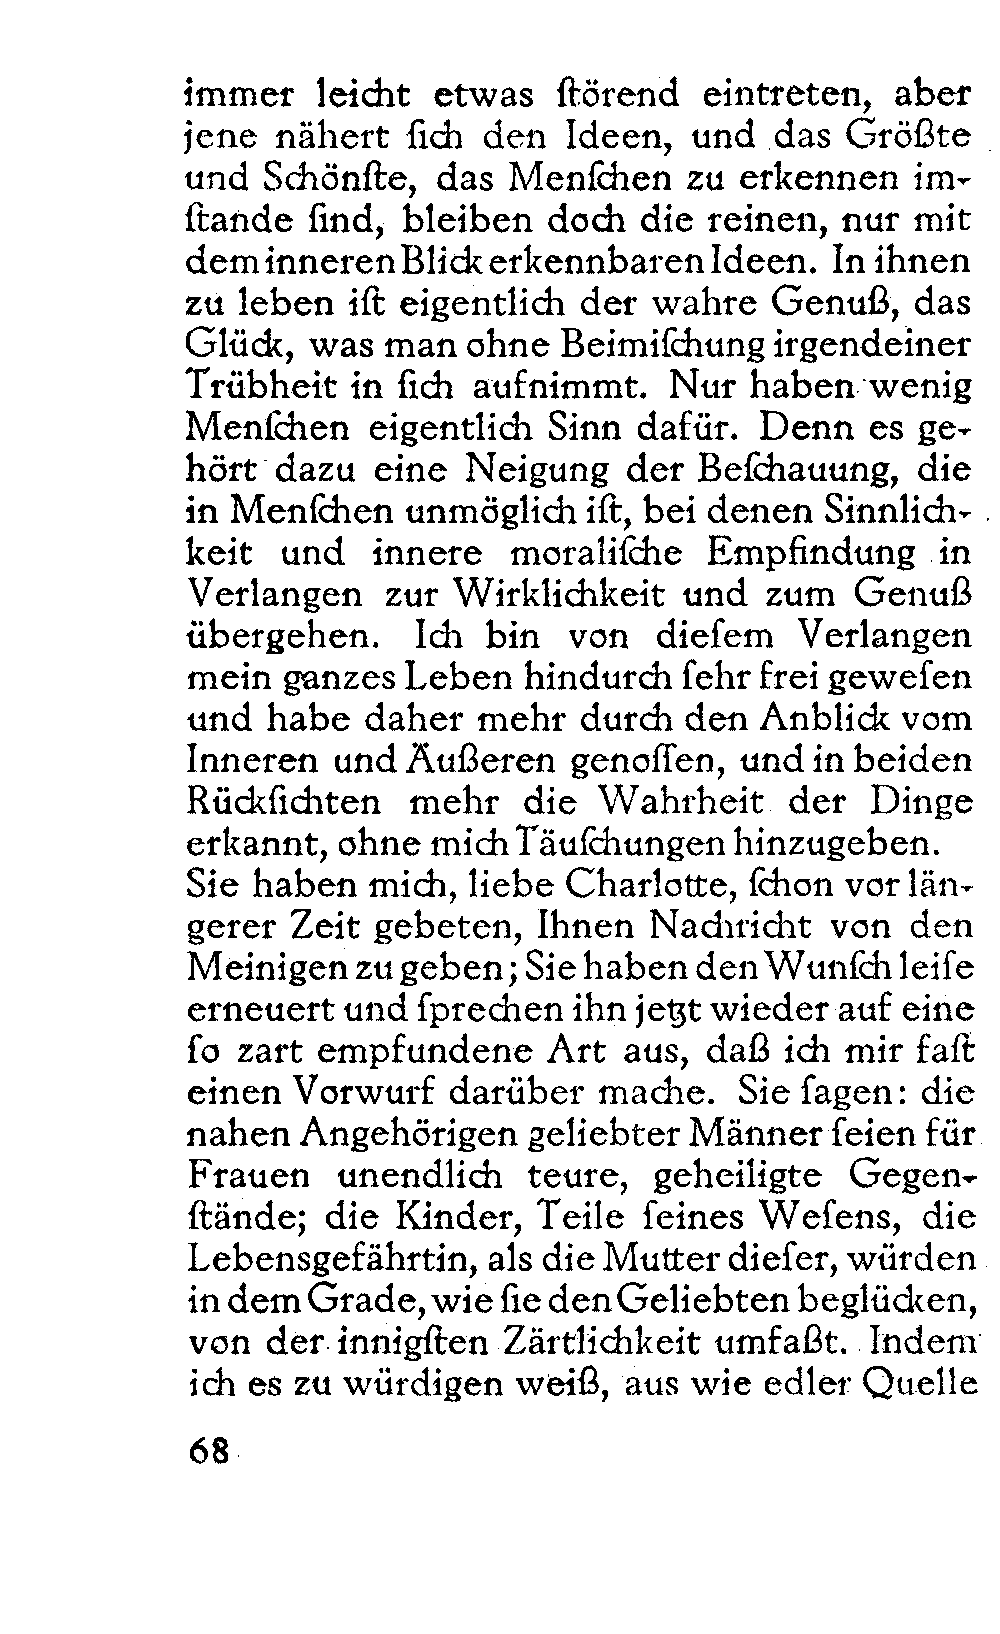 immer leicht etwas ſtörend eintreten, aber
jene nähert ſich den Ideen, und das Größte
und Schönſte, das Menſchen zu erkennen im-
ſtande ſind, bleiben doch die reinen, nur mit
dem inneren Blick erkennbaren Ideen. In ihnen
zu leben iſt eigentlich der wahre Genuß, das
Glück, was man ohne Beimiſchung irgendeiner
Trübheit in ſich aufnimmt. Nur haben wenig
Menſchen eigentlich Sinn dafür. Denn es ge-
hört dazu eine Neigung der Beſchauung, die
in Menſchen unmöglich iſt, bei denen Sinnlich-
keit und innere moraliſche Empfindung in
Verlangen zur Wirklichkeit und zum Genuß
übergehen. Ich bin von dieſem Verlangen
mein ganzes Leben hindurch ſehr frei geweſen
und habe daher mehr durch den Anblick vom
Inneren und Äußeren genoſſen, und in beiden
Rückſichten mehr die Wahrheit der Dinge
erkannt, ohne mich Täuſchungen hinzugeben.
Sie haben mich, liebe Charlotte, ſchon vor län-
gerer Zeit gebeten, Ihnen Nachricht von den
Meinigen zu geben; Sie haben den Wunſch leiſe
erneuert und ſprechen ihn jetzt wieder auf eine
ſo zart empfundene Art aus, daß ich mir faſt
einen Vorwurf darüber mache. Sie ſagen: die
nahen Angehörigen geliebter Männer ſeien für
Frauen unendlich teure, geheiligte Gegen-
ſtände; die Kinder, Teile ſeines Weſens, die
Lebensgefährtin, als die Mutter dieſer, würden
in dem Grade, wie ſie den Geliebten beglücken,
von der innigſten Zärtlichkeit umfaßt. Indem
ich es zu würdigen weiß, aus wie edler Quelle
68